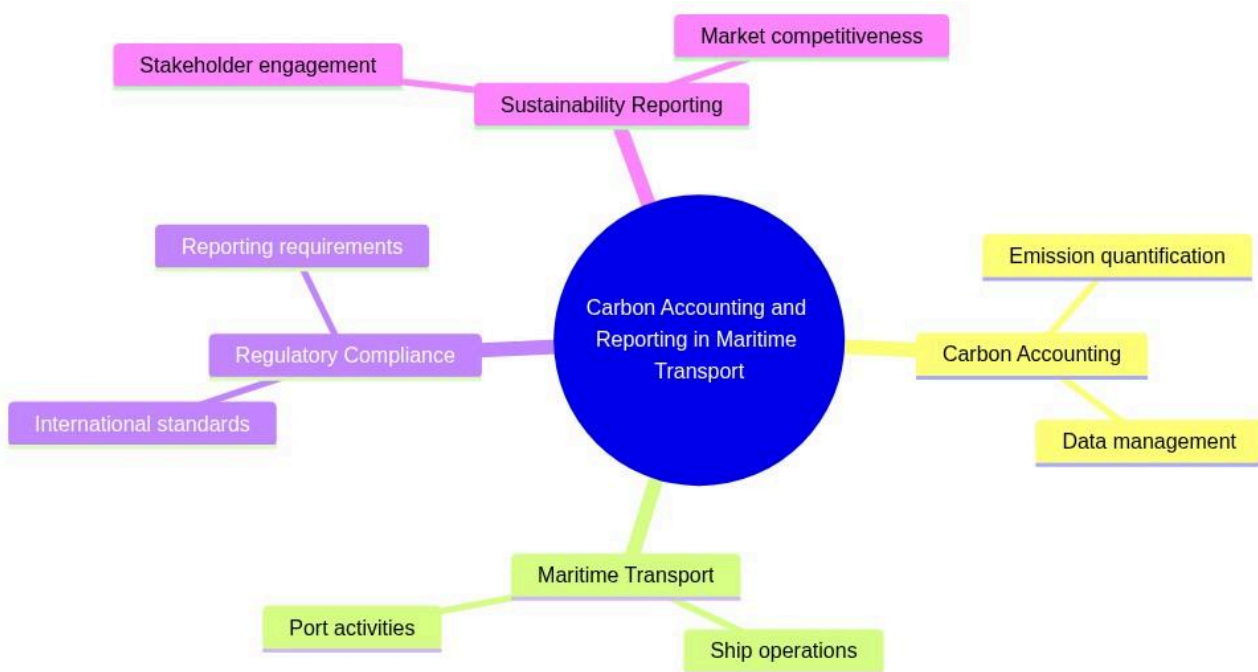 Market competitiveness
Stakeholder engagement
Sustainability Reporting
Reporting requirements
Regulatory Compliance
International standards
Carbon Accounting and
Reporting in Maritime
Transport
Emission quantification
Carbon Accounting
Data management
Maritime Transport
Port activities
Ship operations